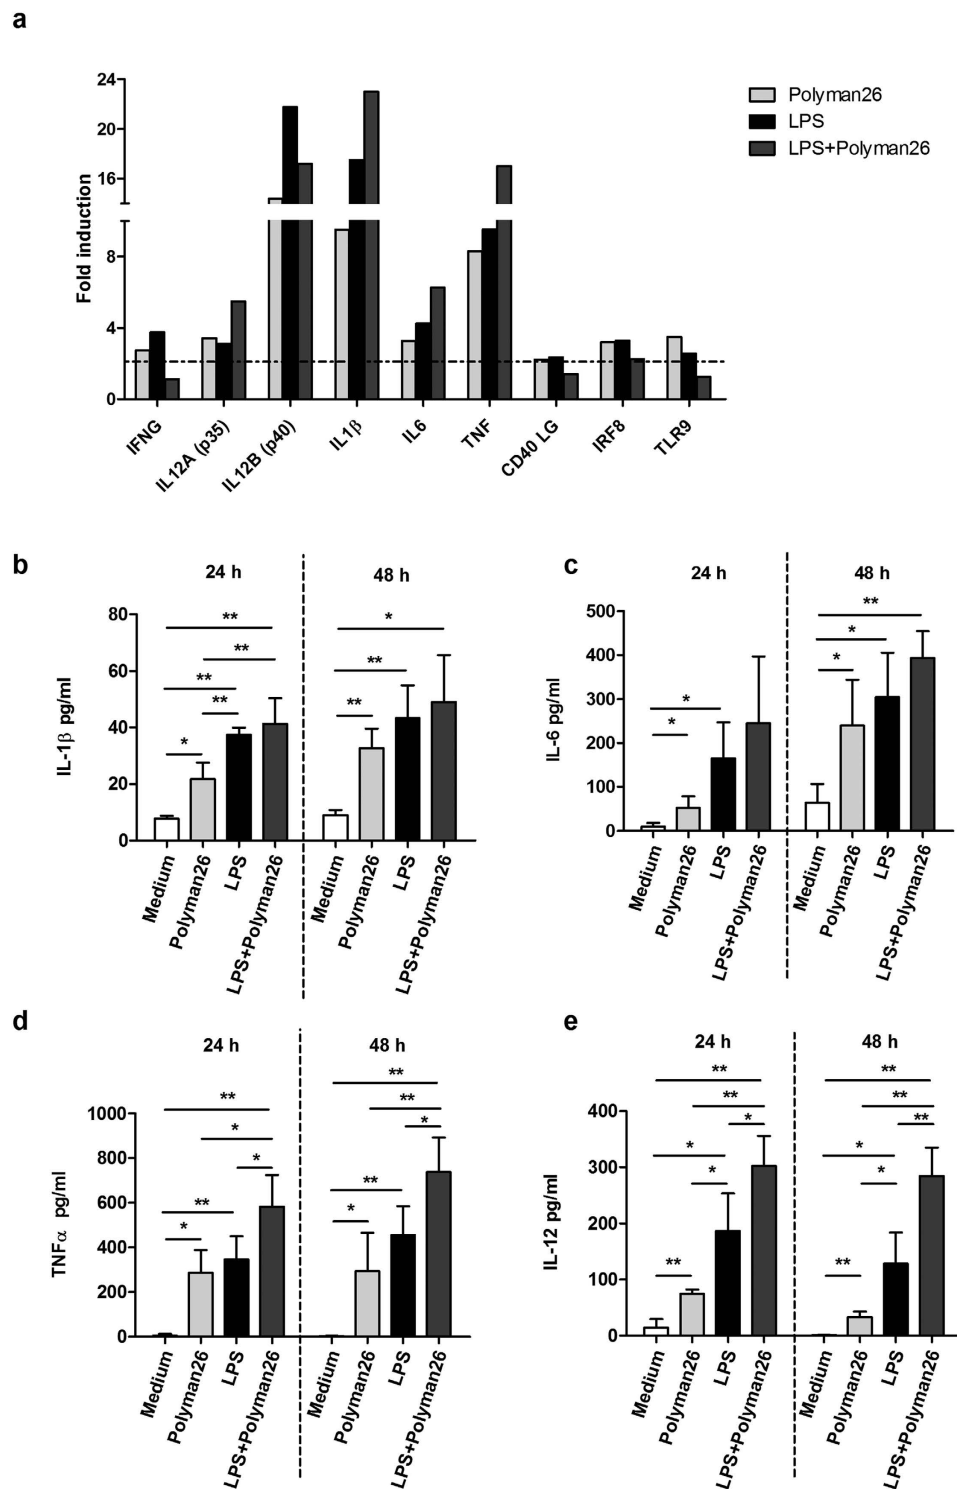 a
24
20
16
8
4
0
Fold induction
Polyman26
LPS
LPS+Polyman26
IFNG
IL12A (p35)
IL12B (p40)
IL1β
IL6
TNF
CD40 LG
IRF8
TLR9
b
24 h
48 h
80
60
40
20
0
IL-1β pg/ml
**
**
**
**
*
*
**
**
Medium
Polyman26
LPS
LPS+Polyman26
Medium
Polyman26
LPS
LPS+Polyman26
c
24 h
48 h
500
400
300
200
100
0
IL-6 pg/ml
*
*
**
*
*
Medium
Polyman26
LPS
LPS+Polyman26
Medium
Polyman26
LPS
LPS+Polyman26
d
24 h
48 h
1000
800
600
400
200
0
TNFα pg/ml
**
*
*
**
*
**
**
*
**
*
Medium
Polyman26
LPS
LPS+Polyman26
Medium
Polyman26
LPS
LPS+Polyman26
e
24 h
48 h
400
300
200
100
0
IL-12 pg/ml
**
**
*
*
*
**
**
**
**
*
*
**
Medium
Polyman26
LPS
LPS+Polyman26
Medium
Polyman26
LPS
LPS+Polyman26